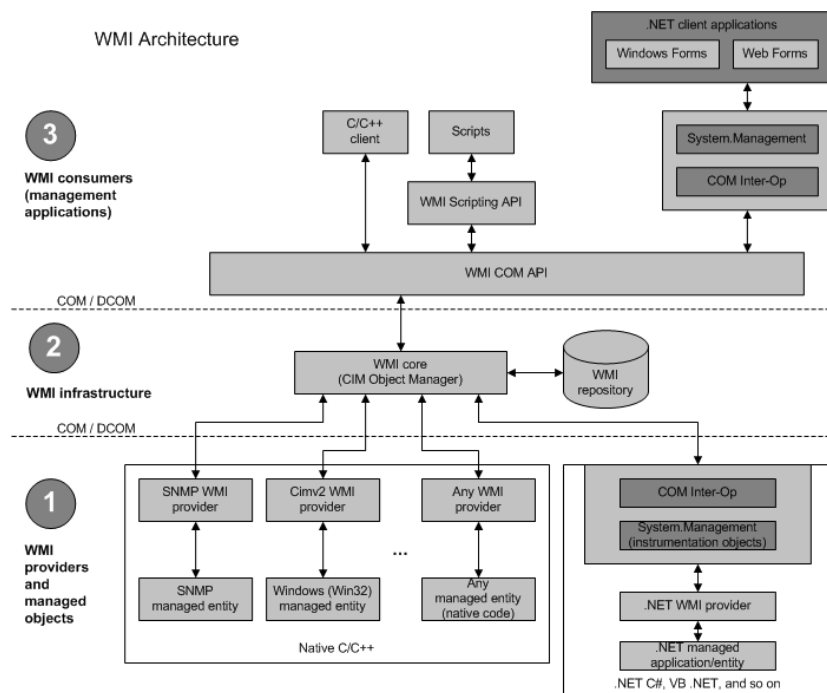 WMI Architecture
.NET client applications
Windows Forms
Web Forms
3
WMI consumers
(management
applications)
C/C++
client
Scripts
System.Management
COM Inter-Op
WMI Scripting API
WMI COM API
COM / DCOM
2
WMI infrastructure
WMI core
(CIM Object Manager)
WMI
repository
COM / DCOM
1
WMI
providers
and
managed
objects
SNMP WMI
provider
Cimv2 WMI
provider
Any WMI
provider
...
SNMP
managed entity
Windows (Win32)
managed entity
Any
managed entity
(native code)
Native C/C++
COM Inter-Op
System.Management
(instrumentation objects)
.NET WMI provider
.NET managed
application/entity
.NET C#, VB .NET, and so on